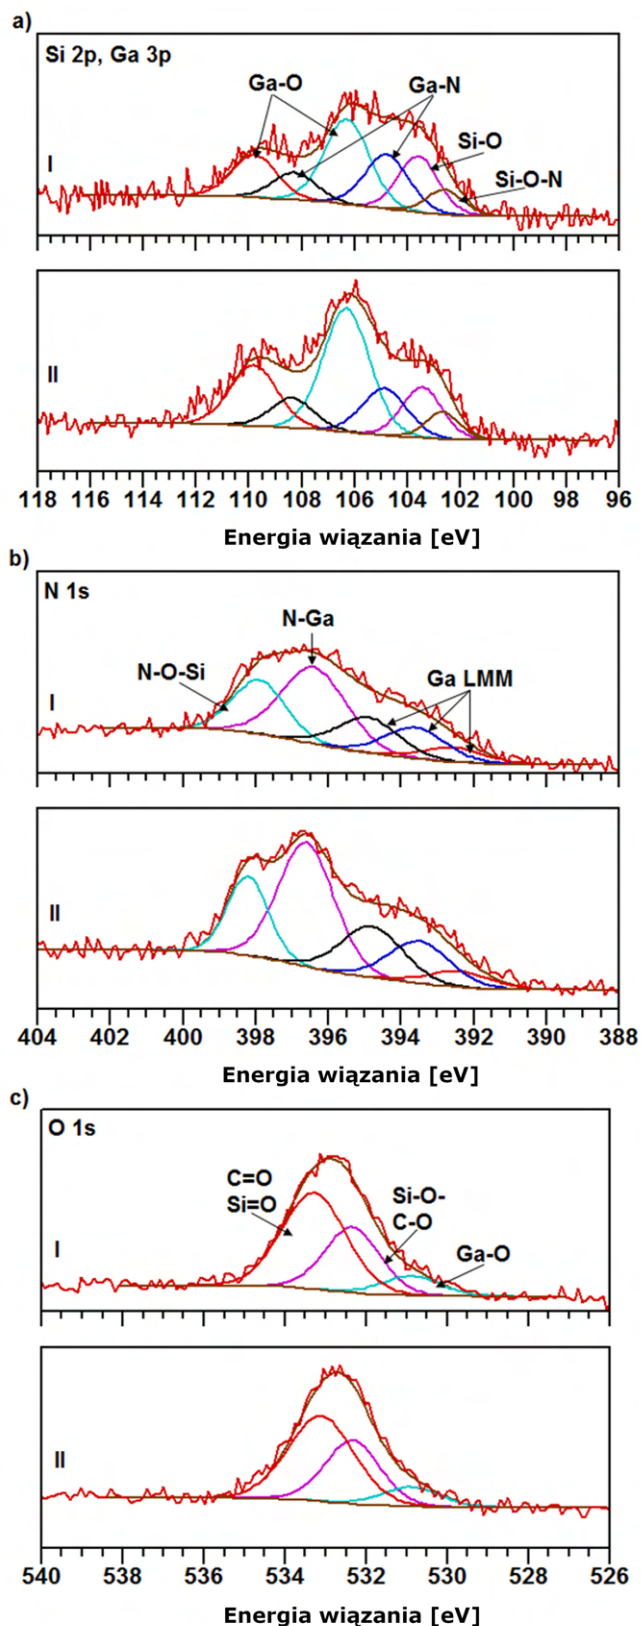 a)
Si 2p, Ga 3p
Ga-O
Ga-N
Si-O
Si-O-N
I
II
118 116 114 112 110 108 106 104 102 100 98 96
Energia wiązania [eV]
b)
N 1s
N-Ga
N-O-Si
Ga LMM
I
II
404 402 400 398 396 394 392 390 388
Energia wiązania [eV]
c)
O 1s
C=O
Si=O
Si-O-
C-O
Ga-O
I
II
540 538 536 534 532 530 528 526
Energia wiązania [eV]